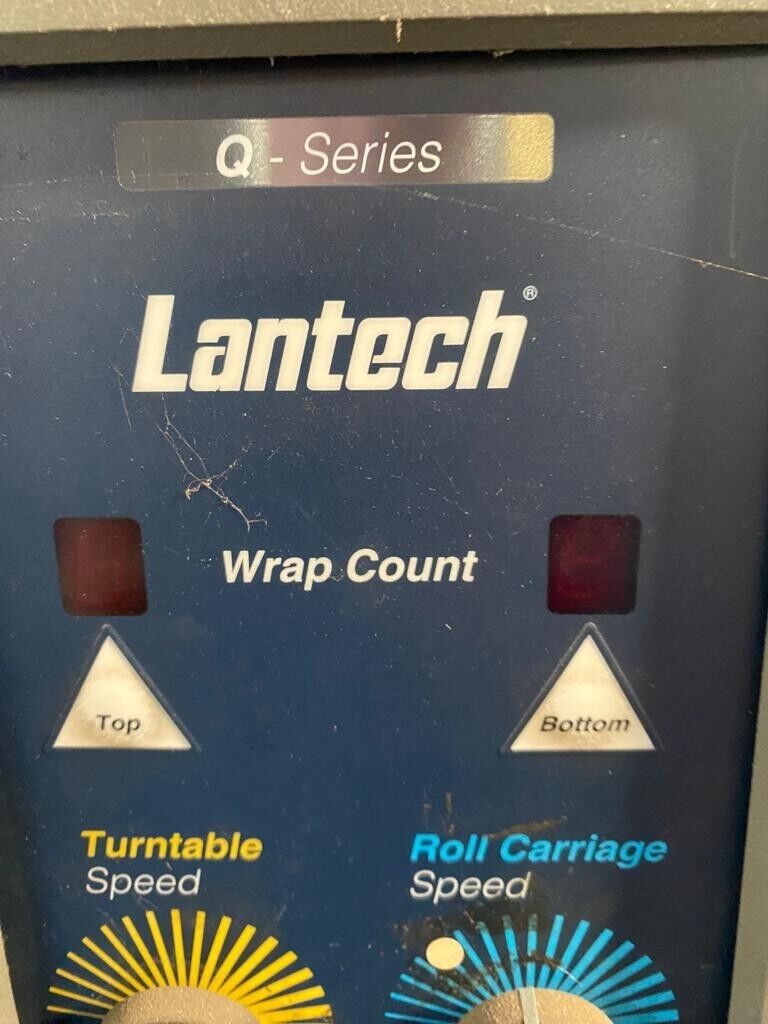 Q - Series
Lantech®
Wrap Count
Top
Bottom
Turntable
Speed
Roll Carriage
Speed